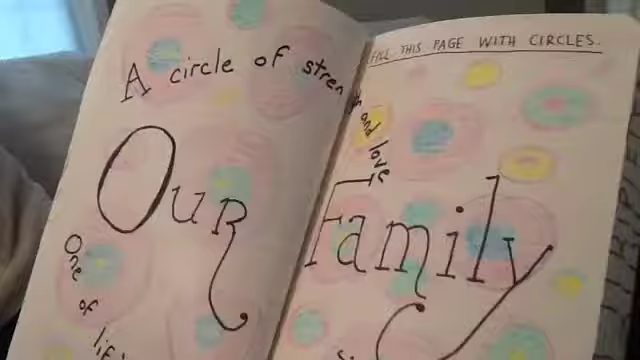 FILL THIS PAGE WITH CIRCLES.
A circle of stren
and love
Our Family
One of